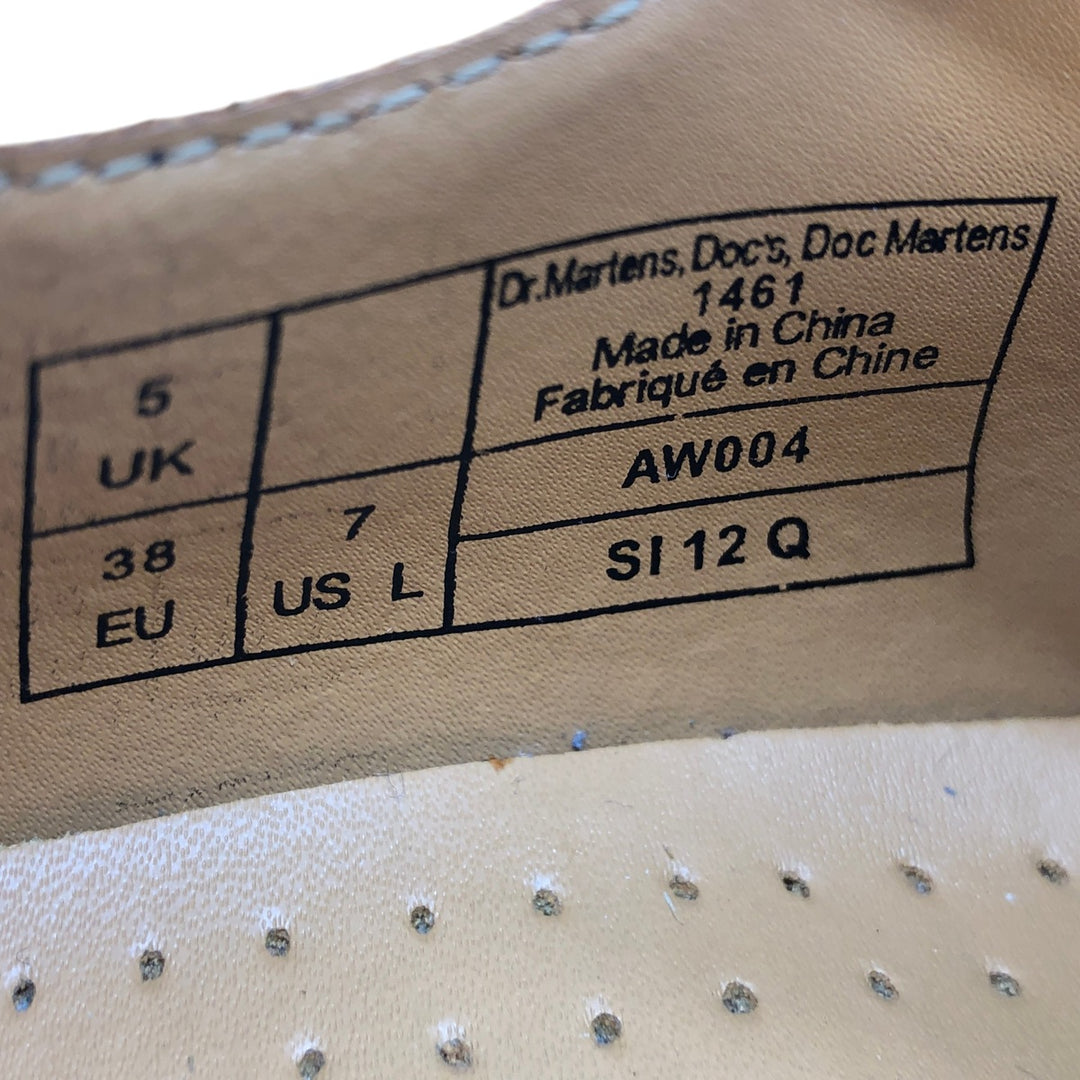 5
UK
38
EU
7
US L
Dr.Martens, Doc's, Doc Martens
1461
Made in China
Fabriqué en Chine
AW004
SI 12 Q